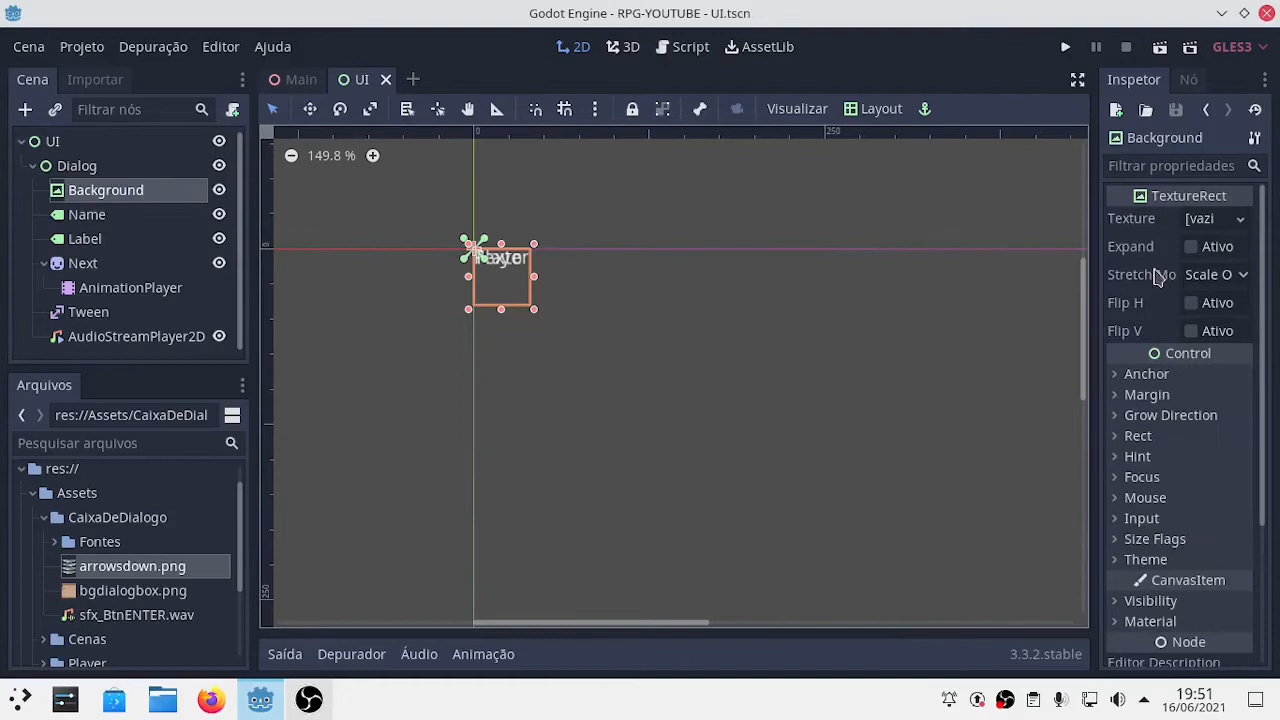 Godot Engine - RPG-YOUTUBE - UI.tscn
Cena Projeto Depuração Editor Ajuda
2D 3D Script AssetLib
GLES3
Cena Importar
Main UI
Inspetor Nó
Filtrar nós
Visualizar Layout
Background
0 250
149.8 %
Filtrar propriedades
UI
Dialog
Background
Name
Label
Next
AnimationPlayer
Tween
AudioStreamPlayer2D
0
250
TextureRect
Texture [vazi
Expand Ativo
Scale O
Flip H Ativo
Flip V Ativo
Control
Anchor
Margin
Grow Direction
Rect
Hint
Focus
Mouse
Input
Size Flags
Theme
CanvasItem
Visibility
Material
Node
Editor Description
Arquivos
res://Assets/CaixaDeDial
Pesquisar arquivos
res://
Assets
CaixaDeDialogo
Fontes
arrowsdown.png
bgdialogbox.png
sfx_BtnENTER.wav
Cenas
Player
Saída Depurador Áudio Animação 3.3.2.stable
19:51
16/06/2021